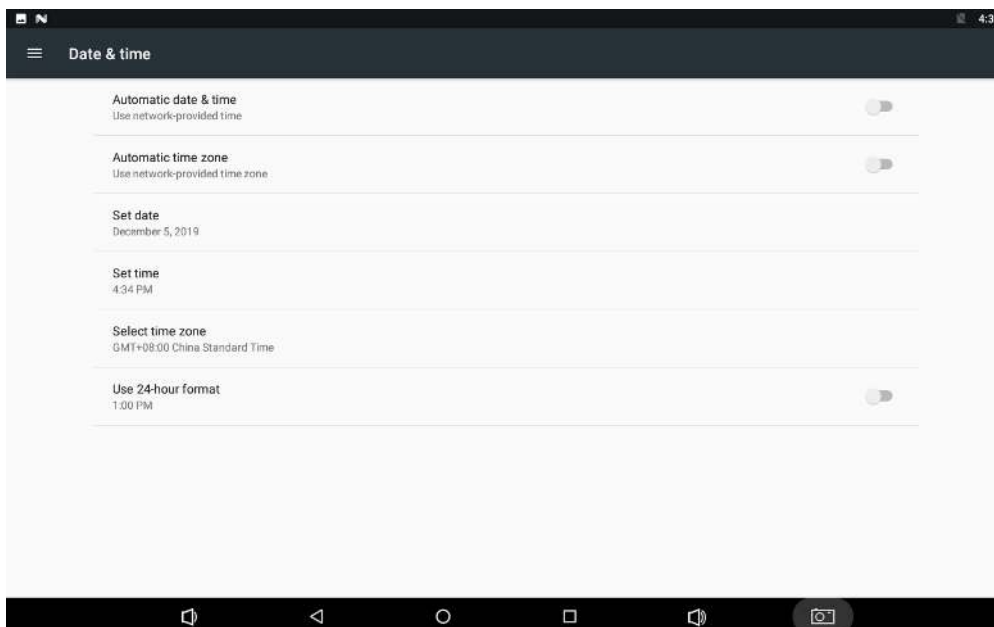 4:3
Date & time
Automatic date & time
Use network-provided time
Automatic time zone
Use network-provided time zone
Set date
December 5, 2019
Set time
4:34 PM
Select time zone
GMT+08:00 China Standard Time
Use 24-hour format
1:00 PM